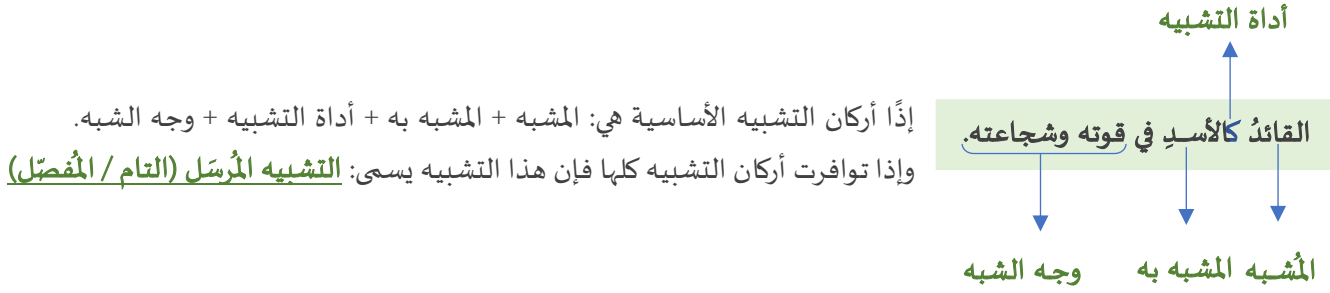 أداة التشبيه
القائدُ كالأسدِ في قوته وشجاعته.
المُشبه
المشبه به
وجه الشبه
إذًا أركان التشبيه الأساسية هي: المشبه + المشبه به + أداة التشبيه + وجه الشبه.
وإذا توافرت أركان التشبيه كلها فإن هذا التشبيه يسمى: التشبيه المُرسَل (التام / المُفصّل)